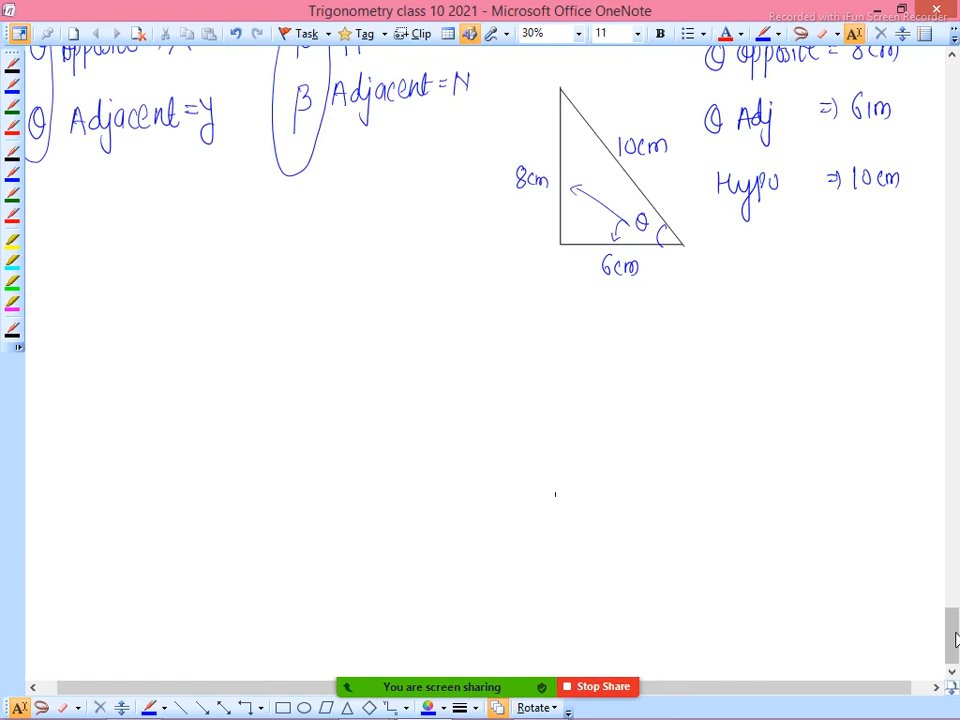 Trigonometry class 10 2021 - Microsoft Office OneNote
Recorded with iFun Screen Recorder
Task
Tag
Clip
30%
11
B
A
θ opposite
θ Adjacent = y
β
β Adjacent = N
8cm
10cm
θ
6cm
θ opposite = 8cm
θ Adj ⇒ 6cm
Hypo ⇒ 10cm
You are screen sharing
Stop Share
Rotate